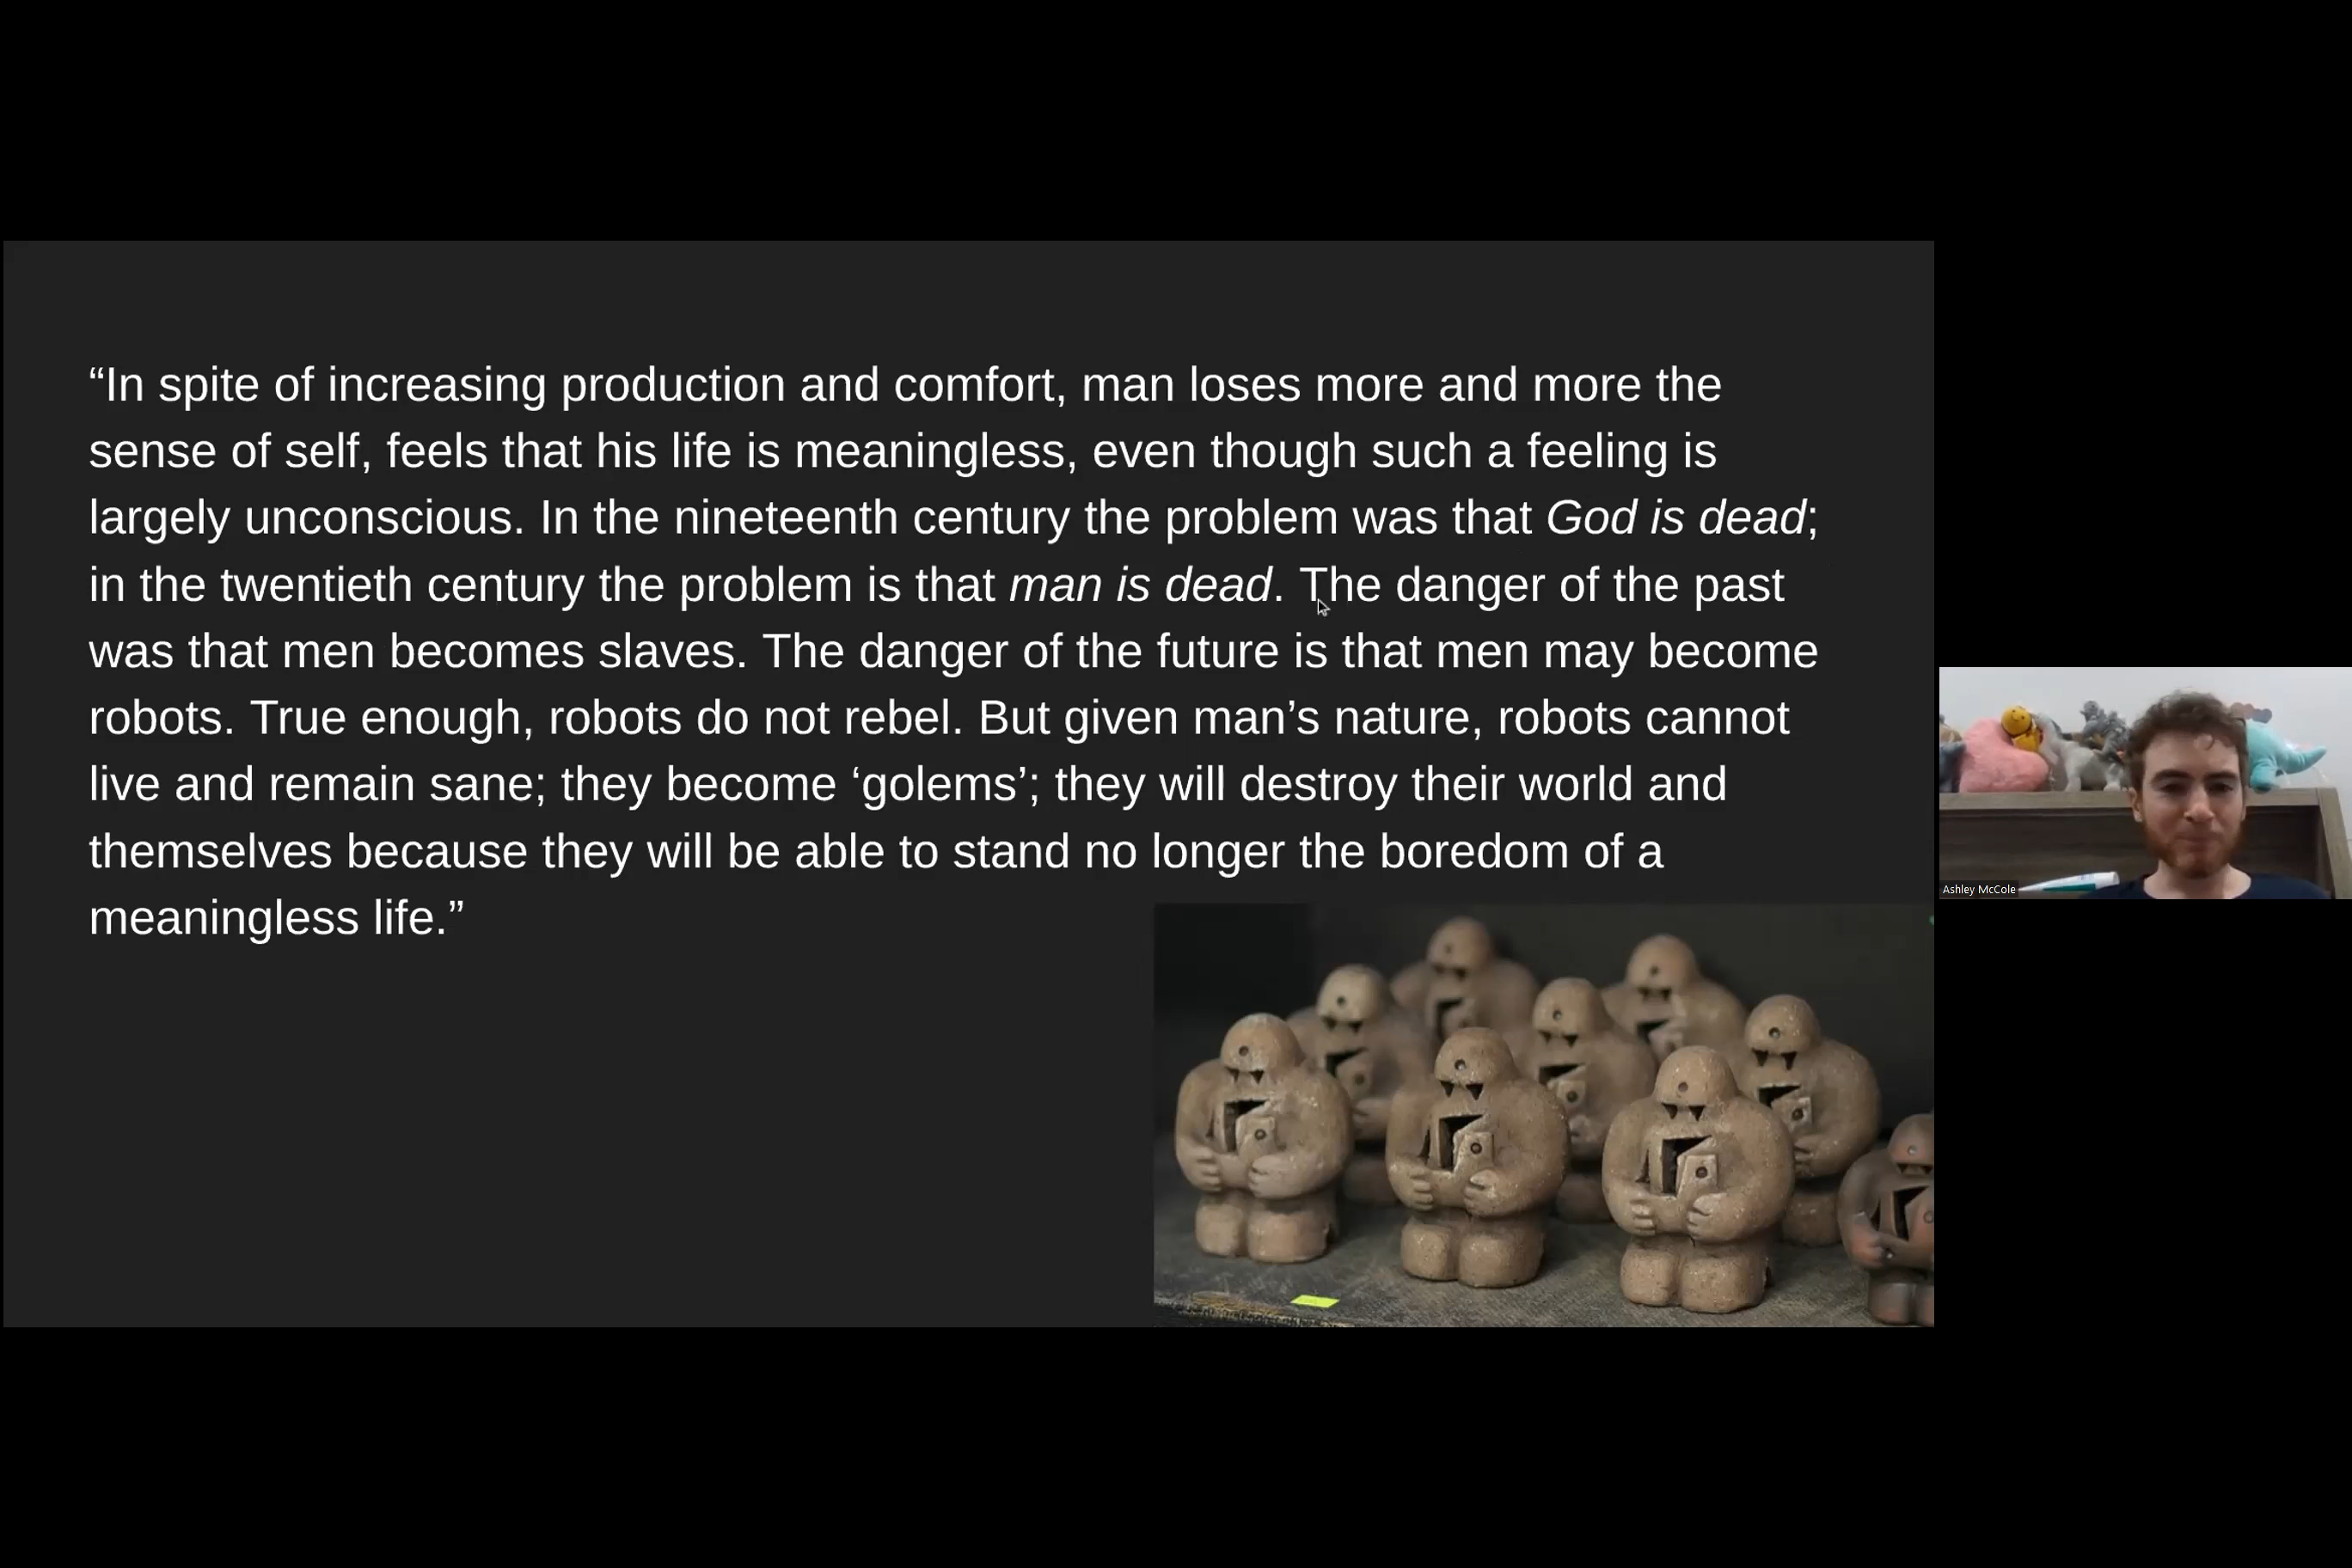 “In spite of increasing production and comfort, man loses more and more the
sense of self, feels that his life is meaningless, even though such a feeling is
largely unconscious. In the nineteenth century the problem was that God is dead;
in the twentieth century the problem is that man is dead. The danger of the past
was that men becomes slaves. The danger of the future is that men may become
robots. True enough, robots do not rebel. But given man’s nature, robots cannot
live and remain sane; they become ‘golems’; they will destroy their world and
themselves because they will be able to stand no longer the boredom of a
meaningless life.”
Ashley McCole